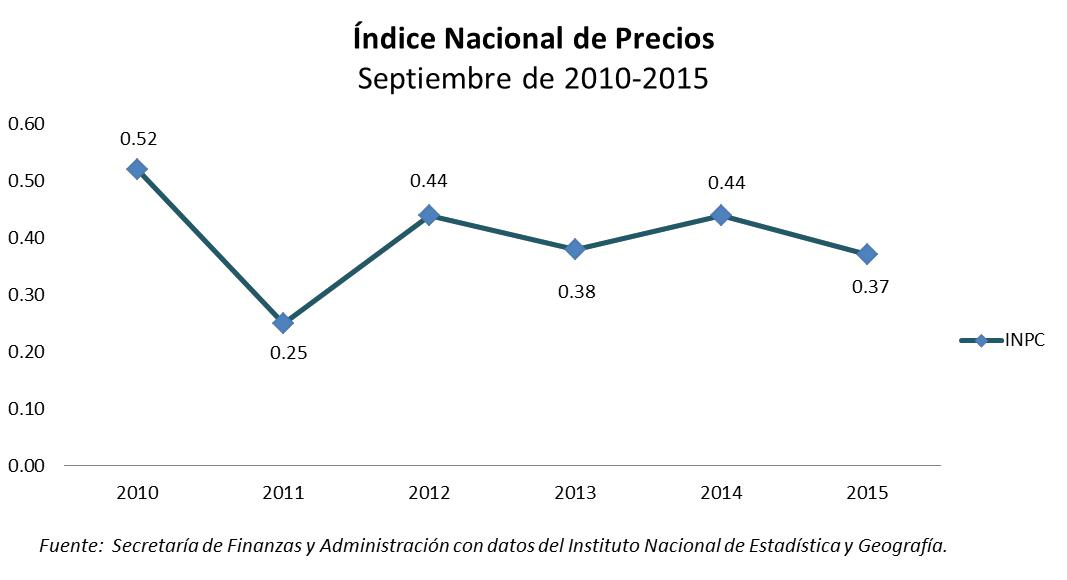 Índice Nacional de Precios
Septiembre de 2010-2015
0.60
0.50
0.40
0.30
0.20
0.10
0.00
0.52
0.25
0.44
0.38
0.44
0.37
INPC
2010 2011 2012 2013 2014 2015
Fuente: Secretaría de Finanzas y Administración con datos del Instituto Nacional de Estadística y Geografía.